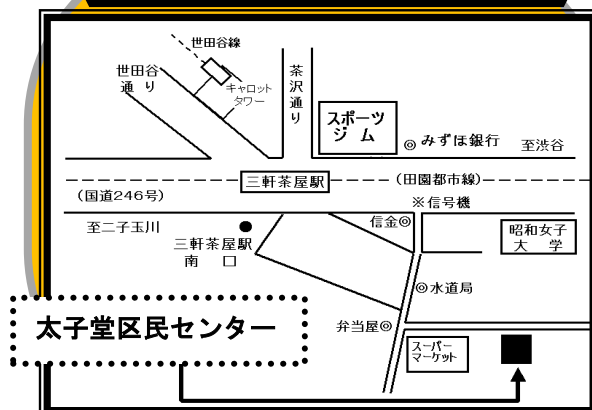 世田谷線
世田谷
通り
キャロット
タワー
茶沢通り
スポーツ
ジム
◎みずほ銀行
至渋谷
三軒茶屋駅
(田園都市線)
(国道246号)
※信号機
至二子玉川
三軒茶屋駅
南口
信金◎
昭和女子
大学
◎水道局
太子堂区民センター
弁当屋◎
スーパー
マーケット